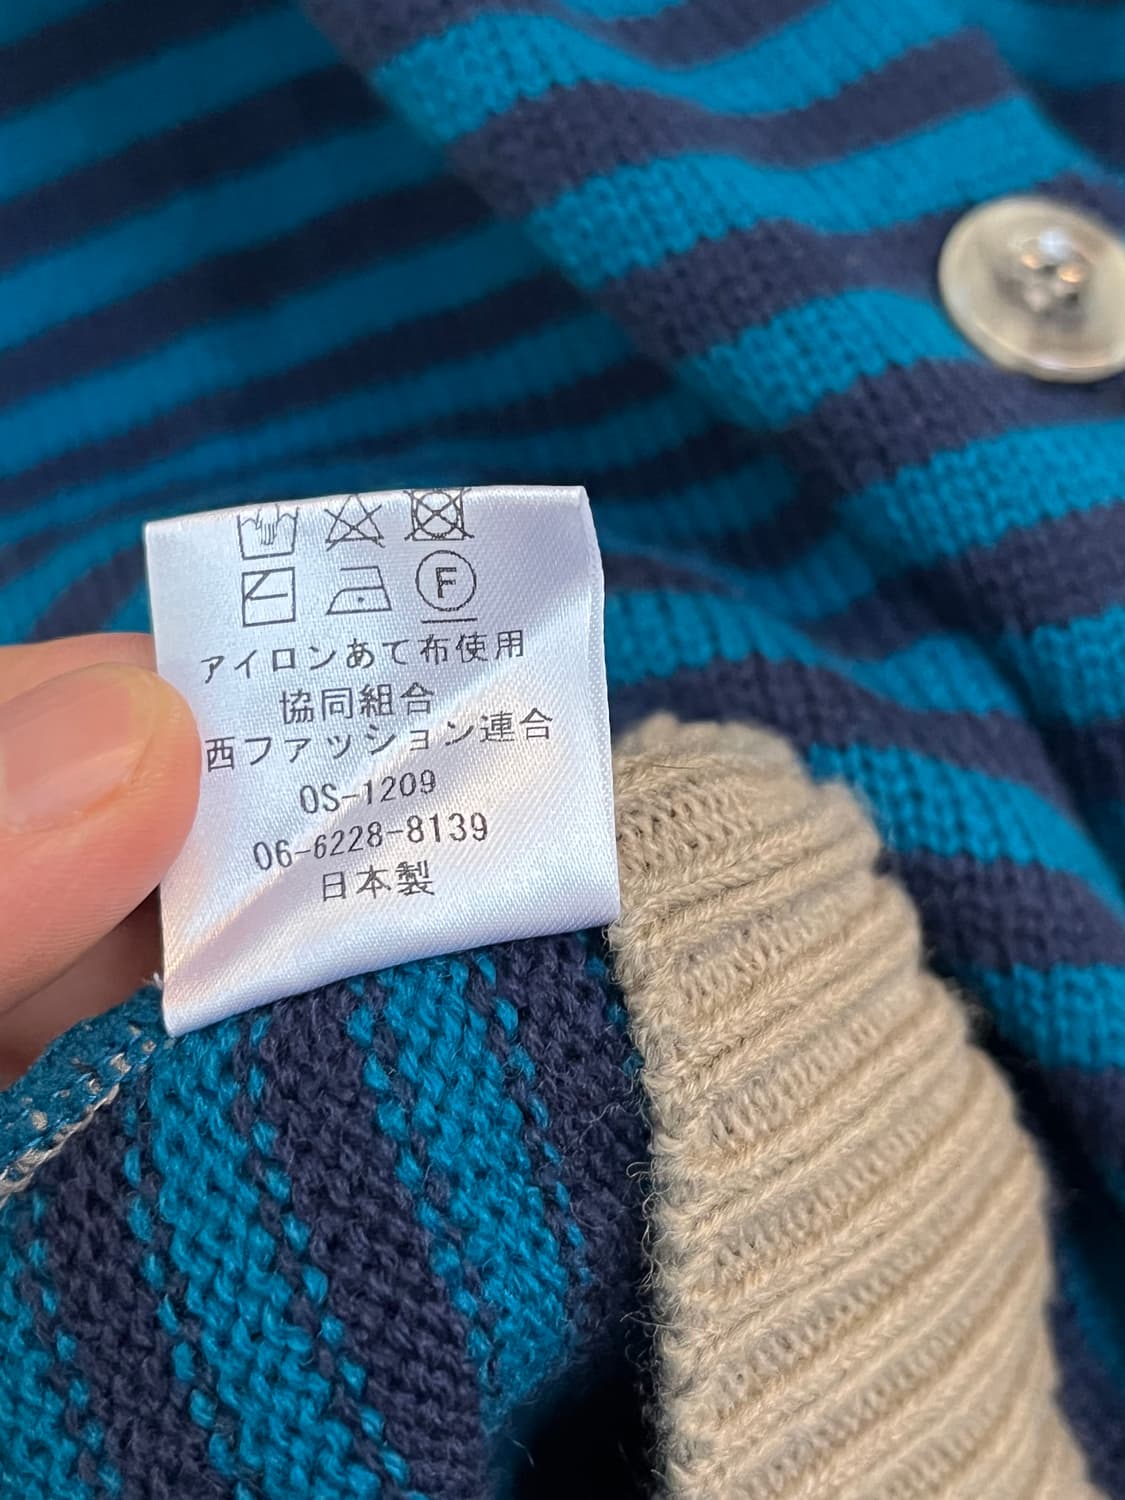 F
アイロンあて布使用
協同組合
西ファッション連合
OS-1209
06-6228-8139
日本製